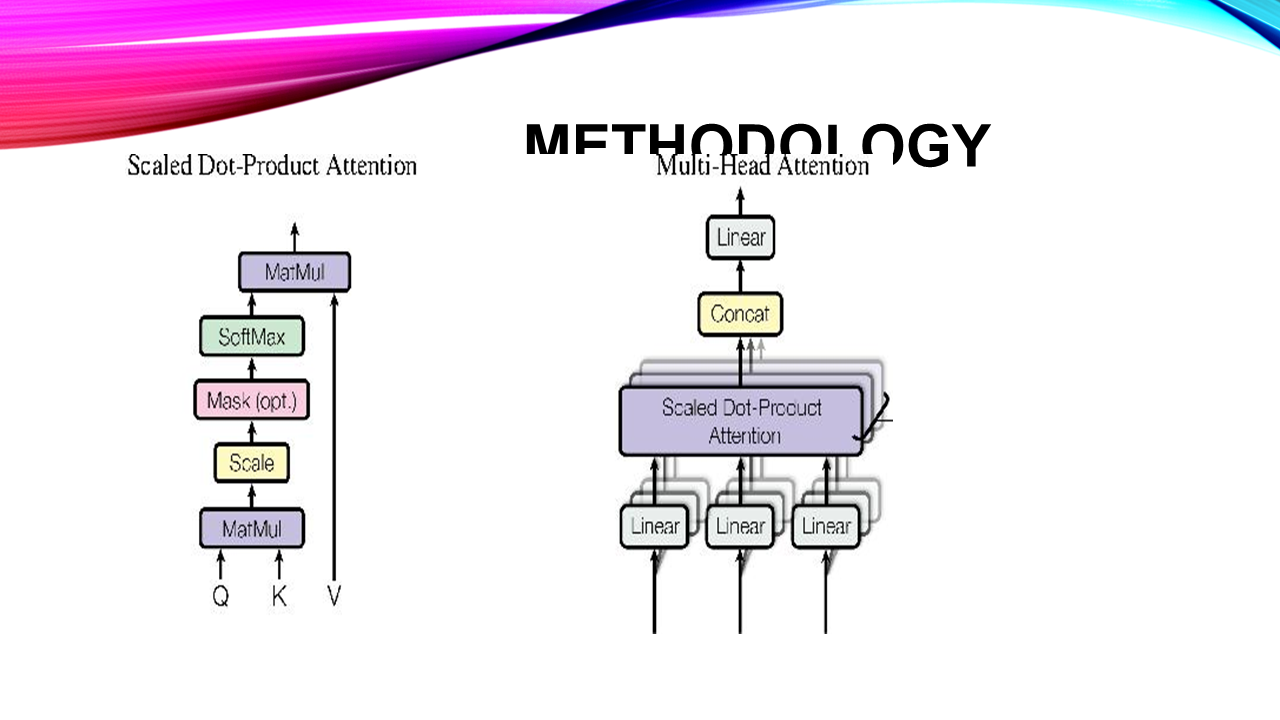 METHODOLOGY
Scaled Dot-Product Attention
MatMul
SoftMax
Mask (opt.)
Scale
MatMul
Q K V
Multi-Head Attention
Linear
Concat
Scaled Dot-Product
Attention
Linear Linear Linear